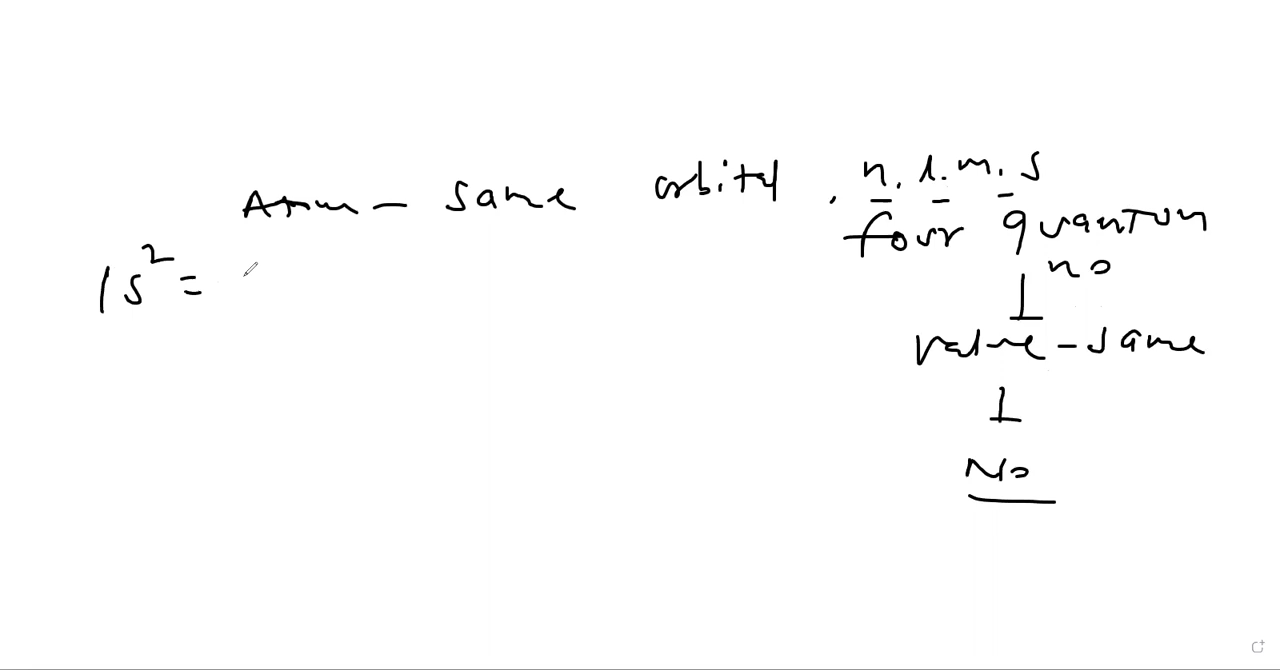 Atom - same orbital, n. l. m. s
four quantum
no
1s² =
value - same
No